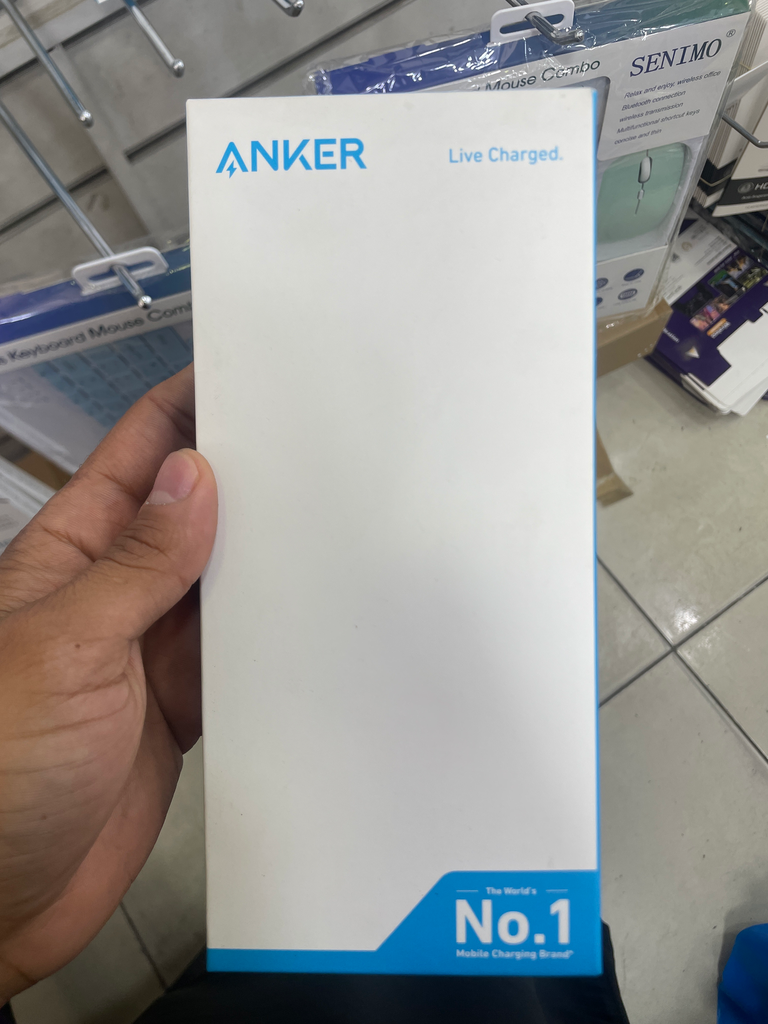 ANKER
Live Charged.
The World's
No.1
Mobile Charging Brand*
Mouse Combo
SENIMO®
Relax and enjoy, wireless office
Bluetooth connection
wireless transmission
Multifunctional shortcut keys
Keyboard Mouse Comb